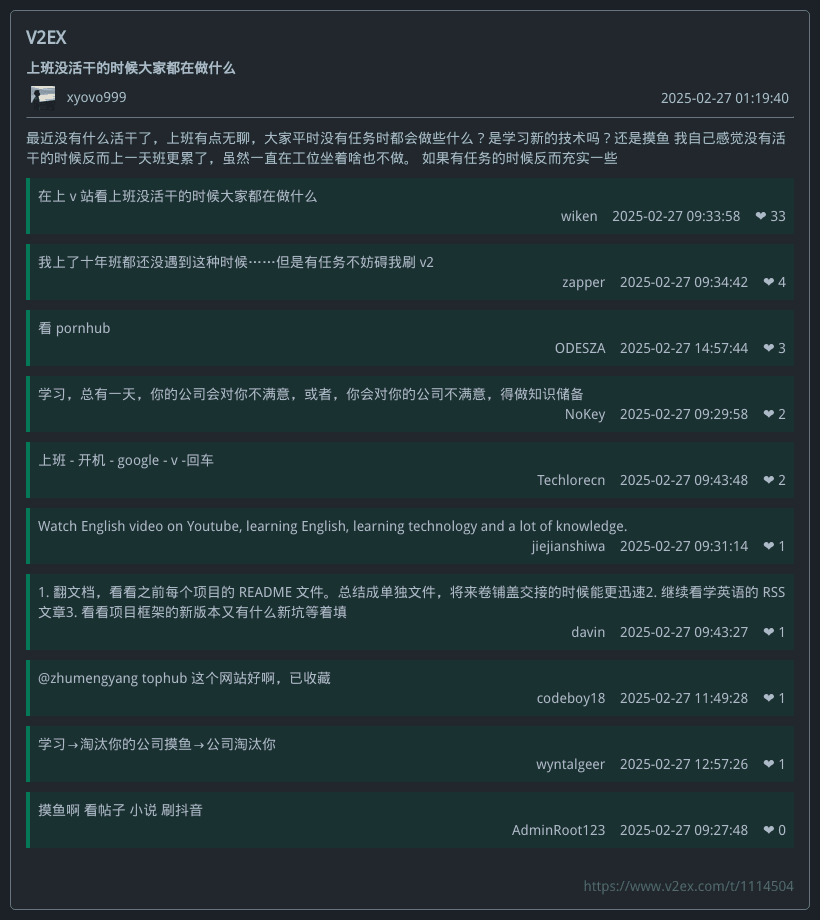 V2EX
上班没活干的时候大家都在做什么
xyovo999 2025-02-27 01:19:40
最近没有什么活干了，上班有点无聊，大家平时没有任务时都会做些什么？是学习新的技术吗？还是摸鱼 我自己感觉没有活
干的时候反而上一天班更累了，虽然一直在工位坐着啥也不做。 如果有任务的时候反而充实一些
在上 v 站看上班没活干的时候大家都在做什么
wiken 2025-02-27 09:33:58 ❤ 33
我上了十年班都还没遇到这种时候……但是有任务不妨碍我刷 v2
zapper 2025-02-27 09:34:42 ❤ 4
看 pornhub
ODESZA 2025-02-27 14:57:44 ❤ 3
学习，总有一天，你的公司会对你不满意，或者，你会对你的公司不满意，得做知识储备
NoKey 2025-02-27 09:29:58 ❤ 2
上班 - 开机 - google - v -回车
Techlorecn 2025-02-27 09:43:48 ❤ 2
Watch English video on Youtube, learning English, learning technology and a lot of knowledge.
jiejianshiwa 2025-02-27 09:31:14 ❤ 1
1. 翻文档，看看之前每个项目的 README 文件。总结成单独文件，将来卷铺盖交接的时候能更迅速2. 继续看学英语的 RSS
文章3. 看看项目框架的新版本又有什么新坑等着填
davin 2025-02-27 09:43:27 ❤ 1
@zhumengyang tophub 这个网站好啊，已收藏
codeboy18 2025-02-27 11:49:28 ❤ 1
学习→淘汰你的公司摸鱼→公司淘汰你
wyntalgeer 2025-02-27 12:57:26 ❤ 1
摸鱼啊 看帖子 小说 刷抖音
AdminRoot123 2025-02-27 09:27:48 ❤ 0
https://www.v2ex.com/t/1114504